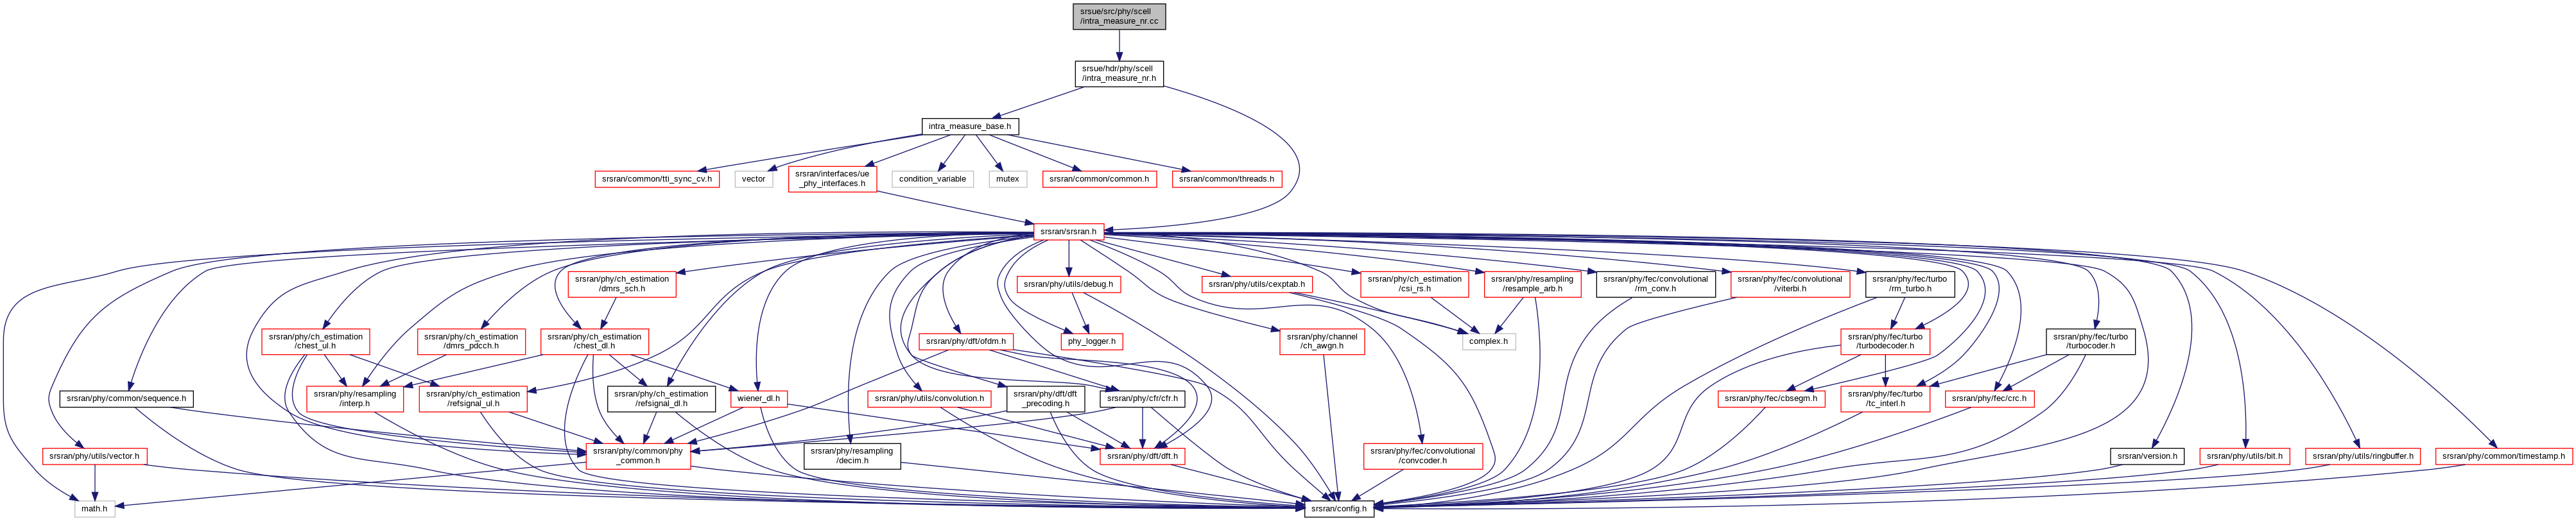 srsue/src/phy/scell
/intra_measure_nr.cc
srsue/hdr/phy/scell
/intra_measure_nr.h
intra_measure_base.h
srsran/common/tti_sync_cv.h
vector
srsran/interfaces/ue
_phy_interfaces.h
condition_variable
mutex
srsran/common/common.h
srsran/common/threads.h
srsran/srsran.h
srsran/phy/ch_estimation
/dmrs_sch.h
srsran/phy/utils/debug.h
srsran/phy/utils/cexptab.h
srsran/phy/ch_estimation
/csi_rs.h
srsran/phy/resampling
/resample_arb.h
srsran/phy/fec/convolutional
/rm_conv.h
srsran/phy/fec/convolutional
/viterbi.h
srsran/phy/fec/turbo
/rm_turbo.h
srsran/phy/ch_estimation
/chest_ul.h
srsran/phy/ch_estimation
/dmrs_pdcch.h
srsran/phy/ch_estimation
/chest_dl.h
srsran/phy/dft/ofdm.h
phy_logger.h
srsran/phy/channel
/ch_awgn.h
complex.h
srsran/phy/fec/turbo
/turbodecoder.h
srsran/phy/fec/turbo
/turbocoder.h
srsran/phy/common/sequence.h
srsran/phy/resampling
/interp.h
srsran/phy/ch_estimation
/refsignal_ul.h
srsran/phy/ch_estimation
/refsignal_dl.h
wiener_dl.h
srsran/phy/utils/convolution.h
srsran/phy/dft/dft
_precoding.h
srsran/phy/cfr/cfr.h
srsran/phy/fec/cbsegm.h
srsran/phy/fec/turbo
/tc_interl.h
srsran/phy/fec/crc.h
srsran/phy/utils/vector.h
srsran/phy/common/phy
_common.h
srsran/phy/resampling
/decim.h
srsran/phy/dft/dft.h
srsran/phy/fec/convolutional
/convcoder.h
srsran/version.h
srsran/phy/utils/bit.h
srsran/phy/utils/ringbuffer.h
srsran/phy/common/timestamp.h
math.h
srsran/config.h